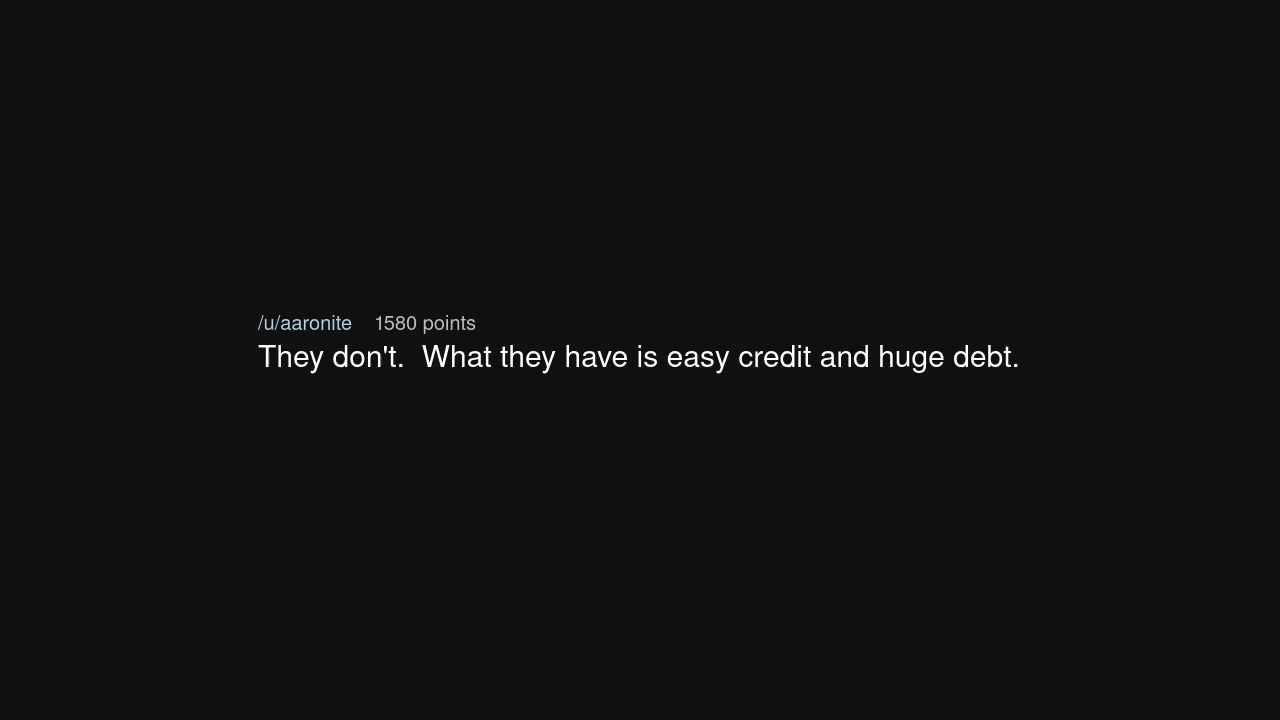 /u/aaronite 1580 points
They don't.  What they have is easy credit and huge debt.